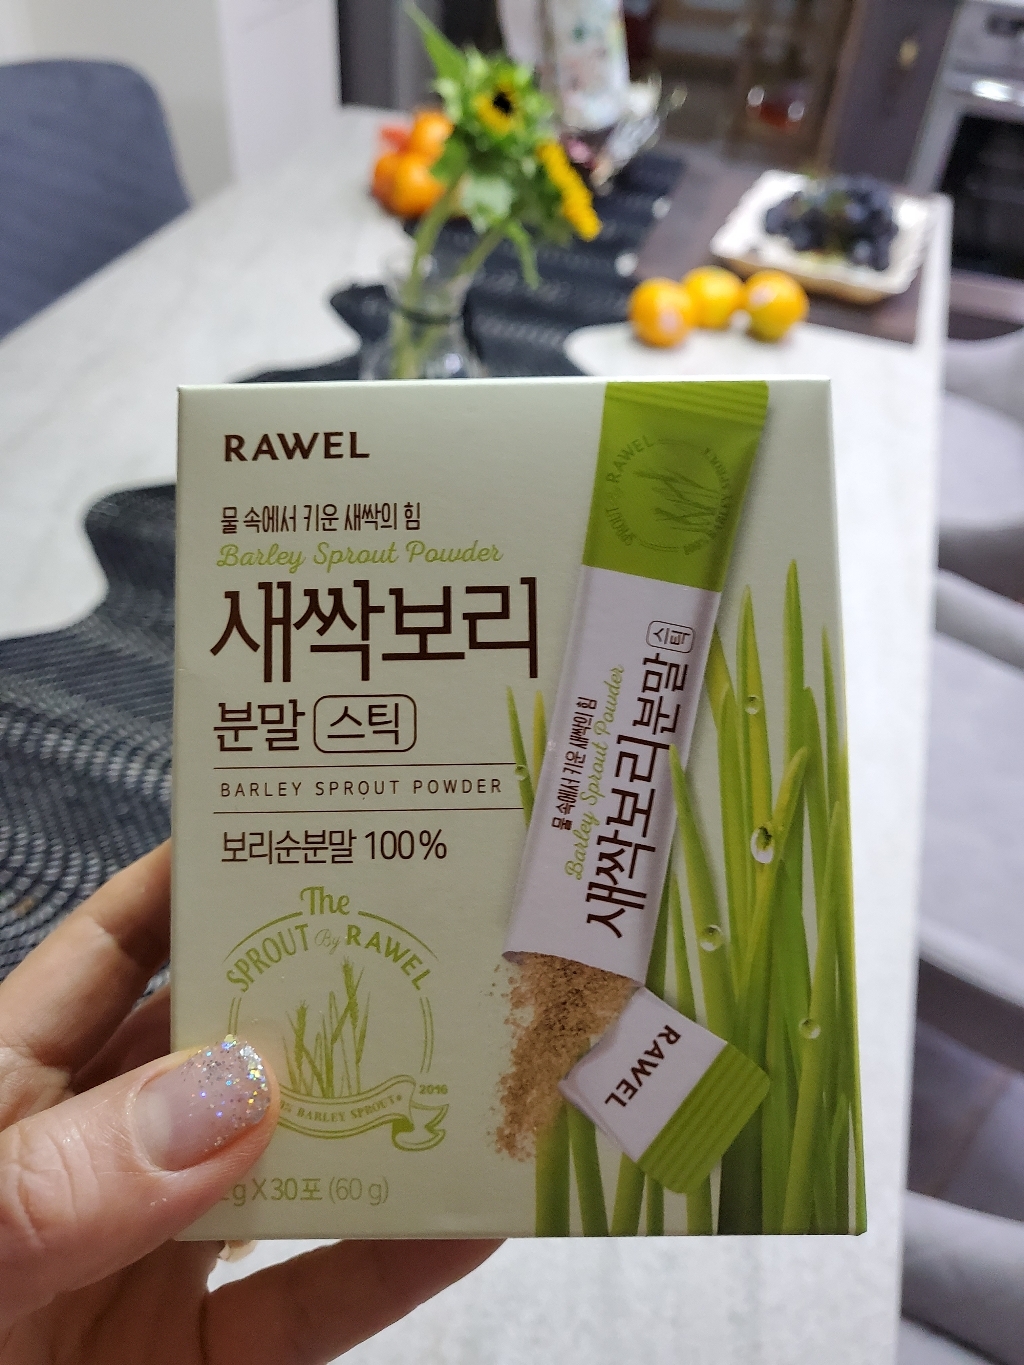 RAWEL
물 속에서 키운 새싹의 힘
Barley Sprout Powder
새싹보리
분말 스틱
BARLEY SPROUT POWDER
보리순분말 100%
The
SPROUT By RAWEL
2016
BARLEY SPROUT
g X 30포 (60 g)
RAWEL
물 속에서 키운 새싹의 힘
Barley Sprout Powder
새싹보리분말 스틱
RAWEL